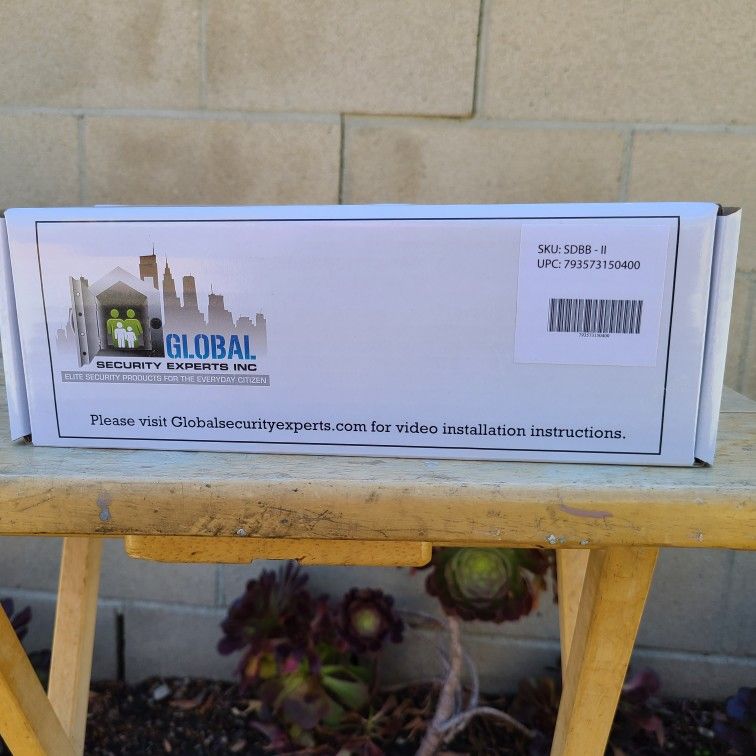 SKU: SDBB - II
UPC: 793573150400
793573150400
GLOBAL
SECURITY EXPERTS INC
ELITE SECURITY PRODUCTS FOR THE EVERYDAY CITIZEN
Please visit Globalsecurityexperts.com for video installation instructions.